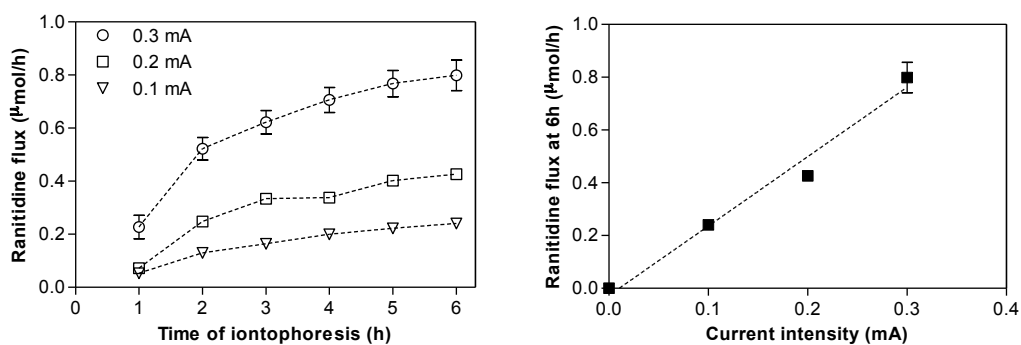 Ranitidine flux (µmol/h)
1.0
0.8
0.6
0.4
0.2
0.0
0.3 mA
0.2 mA
0.1 mA
0 1 2 3 4 5 6
Time of iontophoresis (h)
Ranitidine flux at 6h (µmol/h)
1.0
0.8
0.6
0.4
0.2
0.0
0.0 0.1 0.2 0.3 0.4
Current intensity (mA)